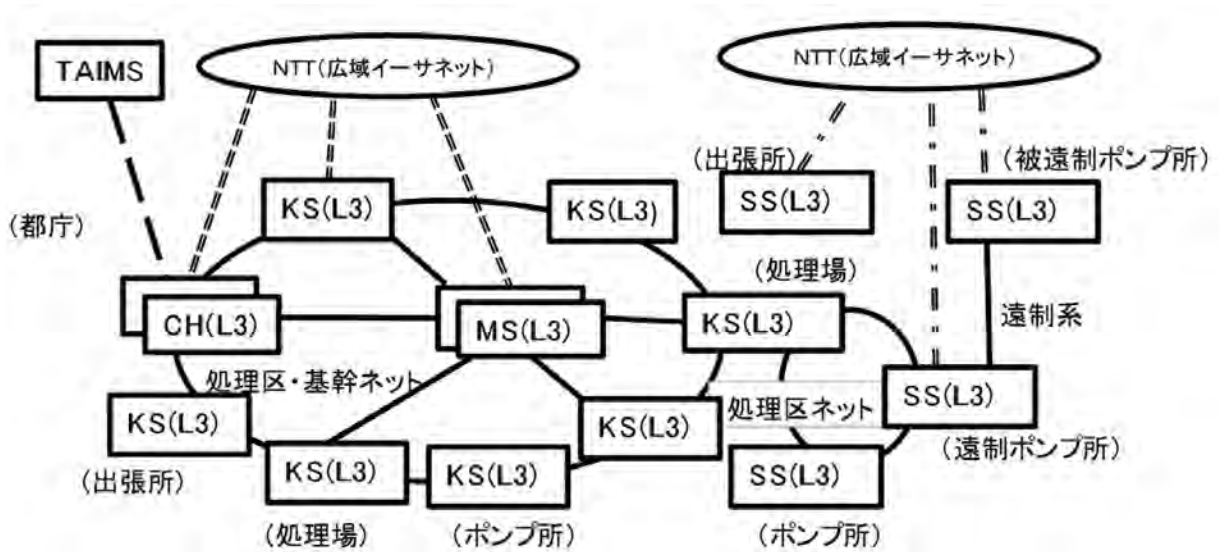 TAIMS
NTT(広域イーサネット)
NTT(広域イーサネット)
(都庁)
(出張所)
(被遠制ポンプ所)
KS(L3)
KS(L3)
SS(L3)
SS(L3)
(処理場)
CH(L3)
MS(L3)
KS(L3)
遠制系
処理区・基幹ネット
処理区ネット
SS(L3)
KS(L3)
KS(L3)
(遠制ポンプ所)
(出張所)
KS(L3)
KS(L3)
SS(L3)
(処理場)
(ポンプ所)
(ポンプ所)